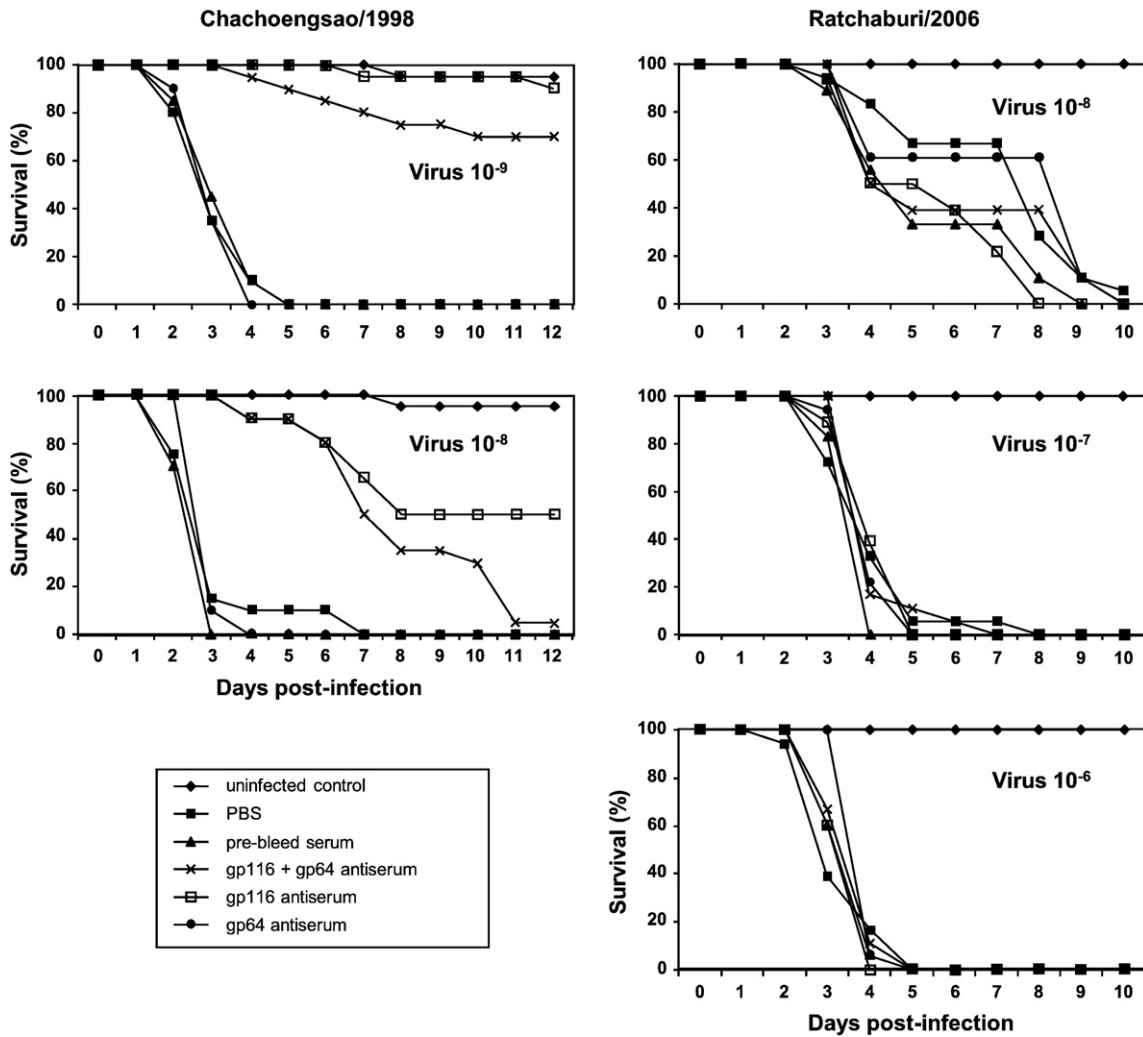 Chachoengsao/1998
Survival (%)
100
80
60
40
20
0
Virus 10-9
0 1 2 3 4 5 6 7 8 9 10 11 12
Survival (%)
100
80
60
40
20
0
Virus 10-8
0 1 2 3 4 5 6 7 8 9 10 11 12
Days post-infection
uninfected control
PBS
pre-bleed serum
gp116 + gp64 antiserum
gp116 antiserum
gp64 antiserum
Ratchaburi/2006
100
80
60
40
20
0
Virus 10-8
0 1 2 3 4 5 6 7 8 9 10
100
80
60
40
20
0
Virus 10-7
0 1 2 3 4 5 6 7 8 9 10
Survival (%)
100
80
60
40
20
0
Virus 10-6
0 1 2 3 4 5 6 7 8 9 10
Days post-infection